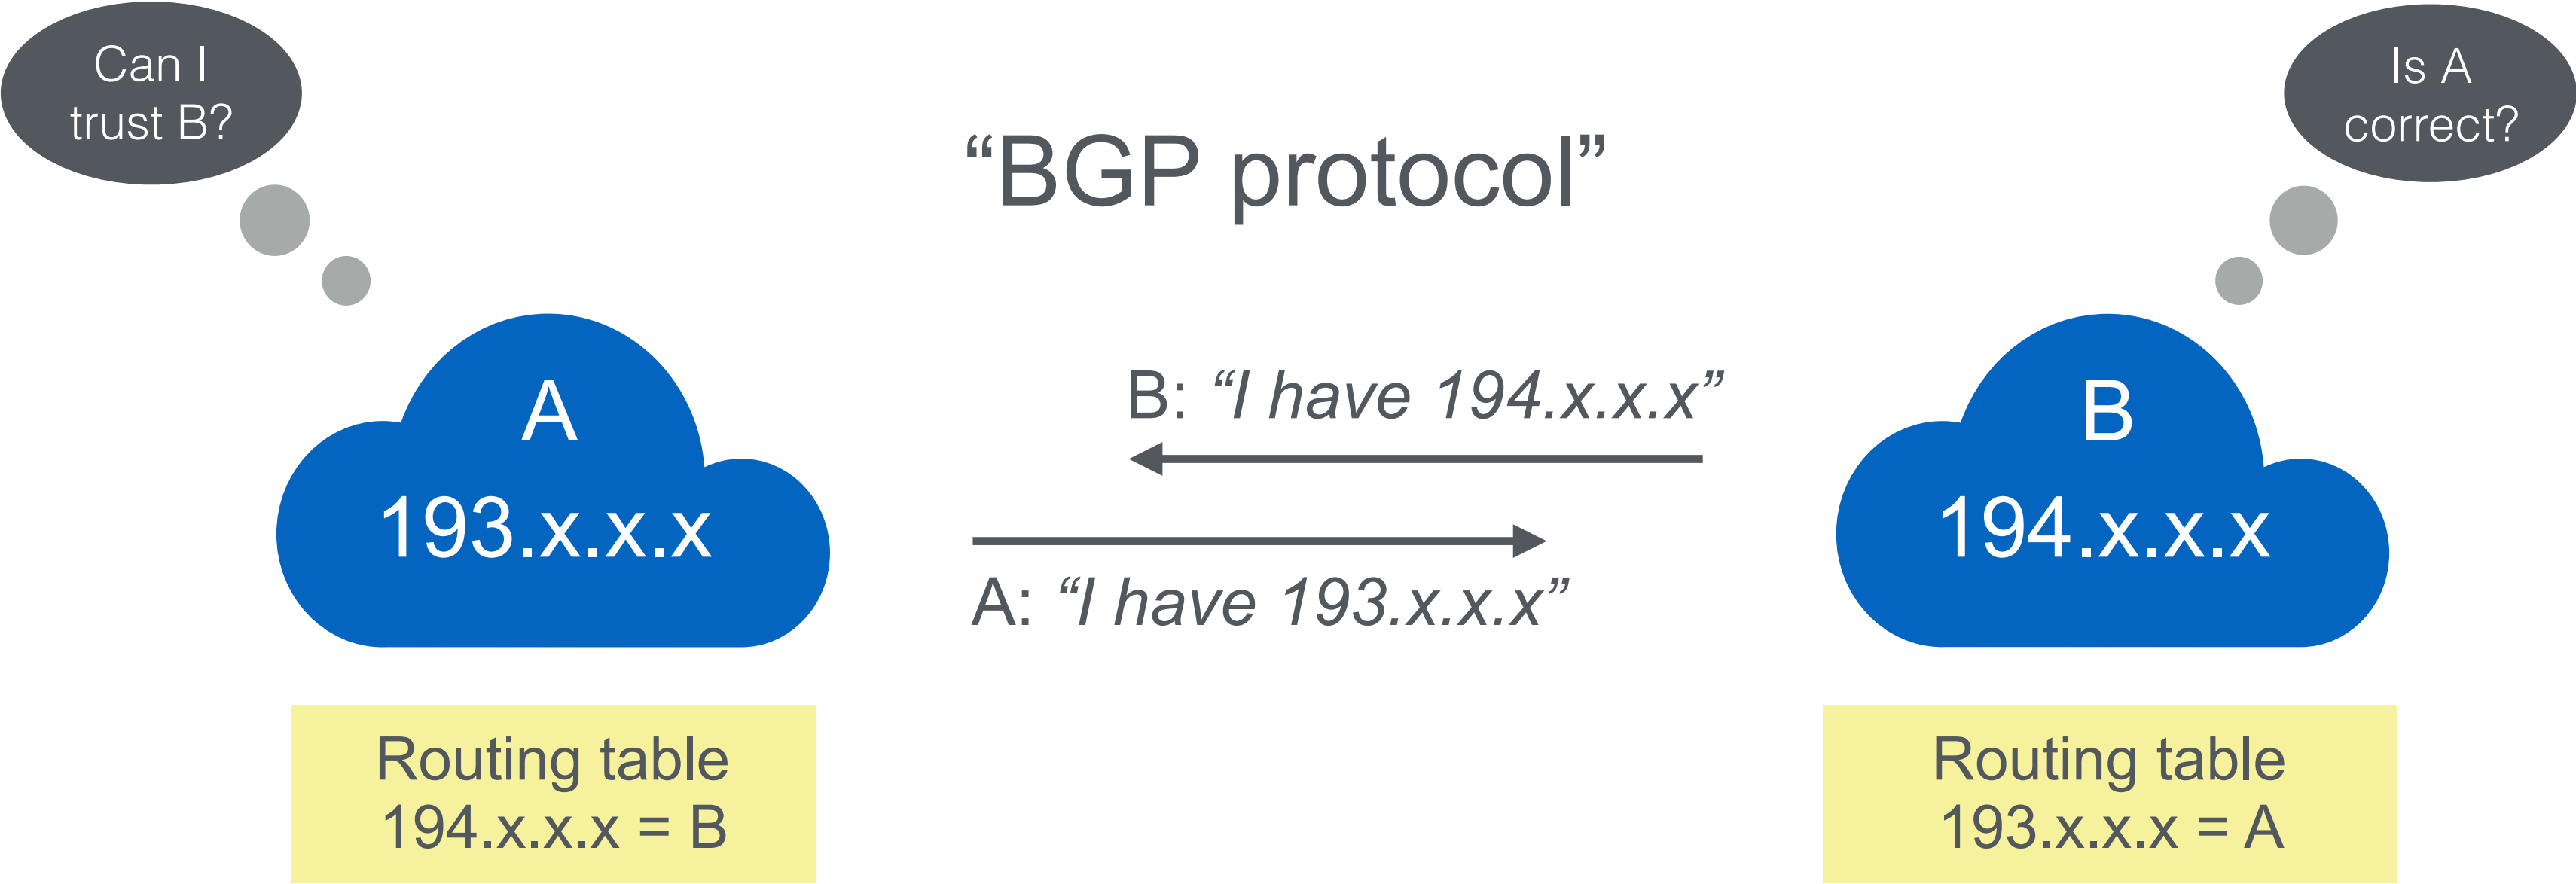 Can I
trust B?
Is A
correct?
“BGP protocol”
A
193.x.x.x
B: “I have 194.x.x.x”
A: “I have 193.x.x.x”
B
194.x.x.x
Routing table
194.x.x.x = B
Routing table
193.x.x.x = A